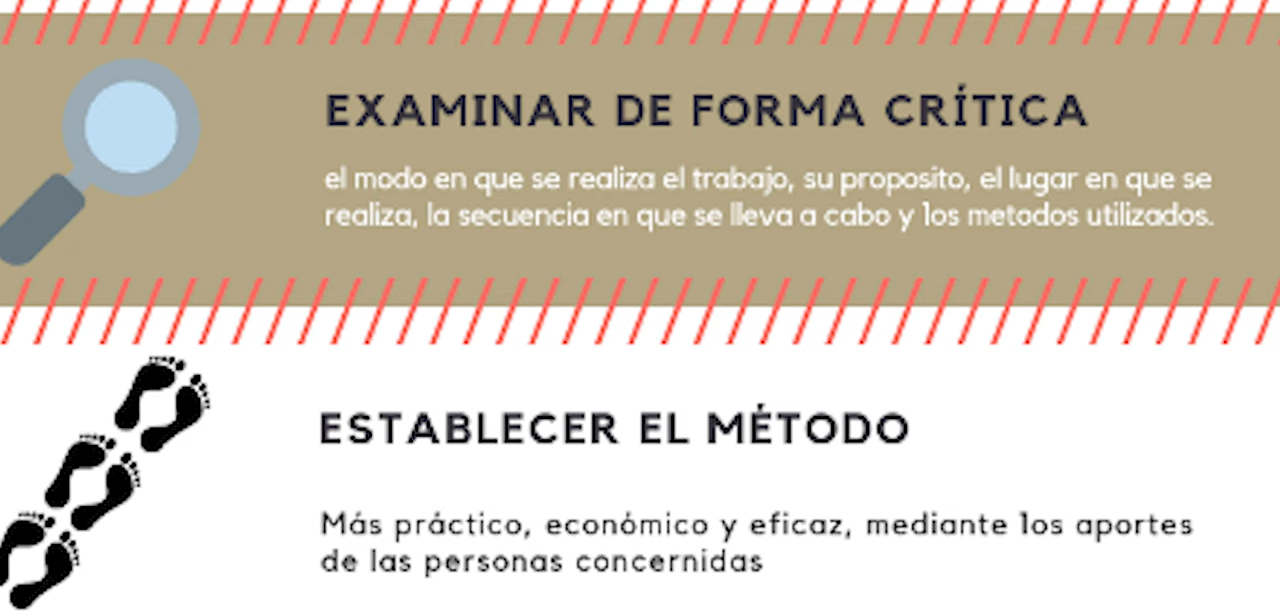 EXAMINAR DE FORMA CRÍTICA
el modo en que se realiza el trabajo, su proposito, el lugar en que se
realiza, la secuencia en que se lleva a cabo y los metodos utilizados.
ESTABLECER EL MÉTODO
Más práctico, económico y eficaz, mediante los aportes
de las personas concernidas